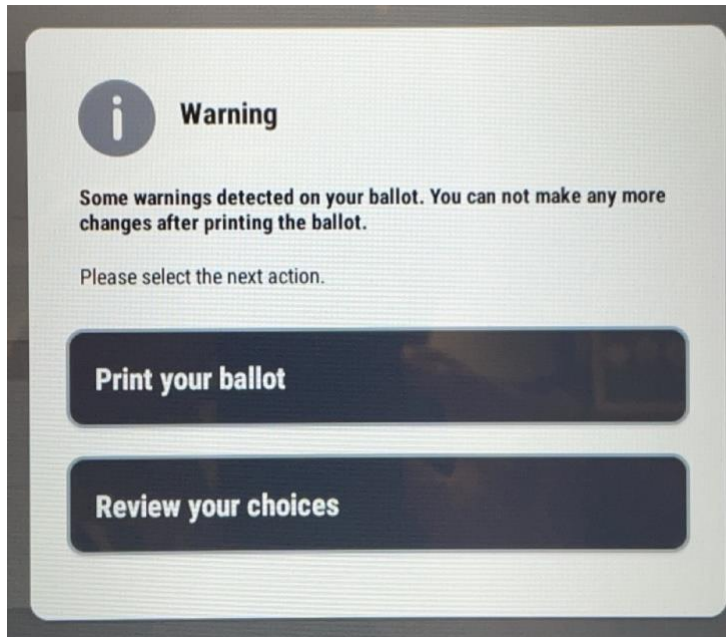 i
Warning
Some warnings detected on your ballot. You can not make any more
changes after printing the ballot.
Please select the next action.
Print your ballot
Review your choices